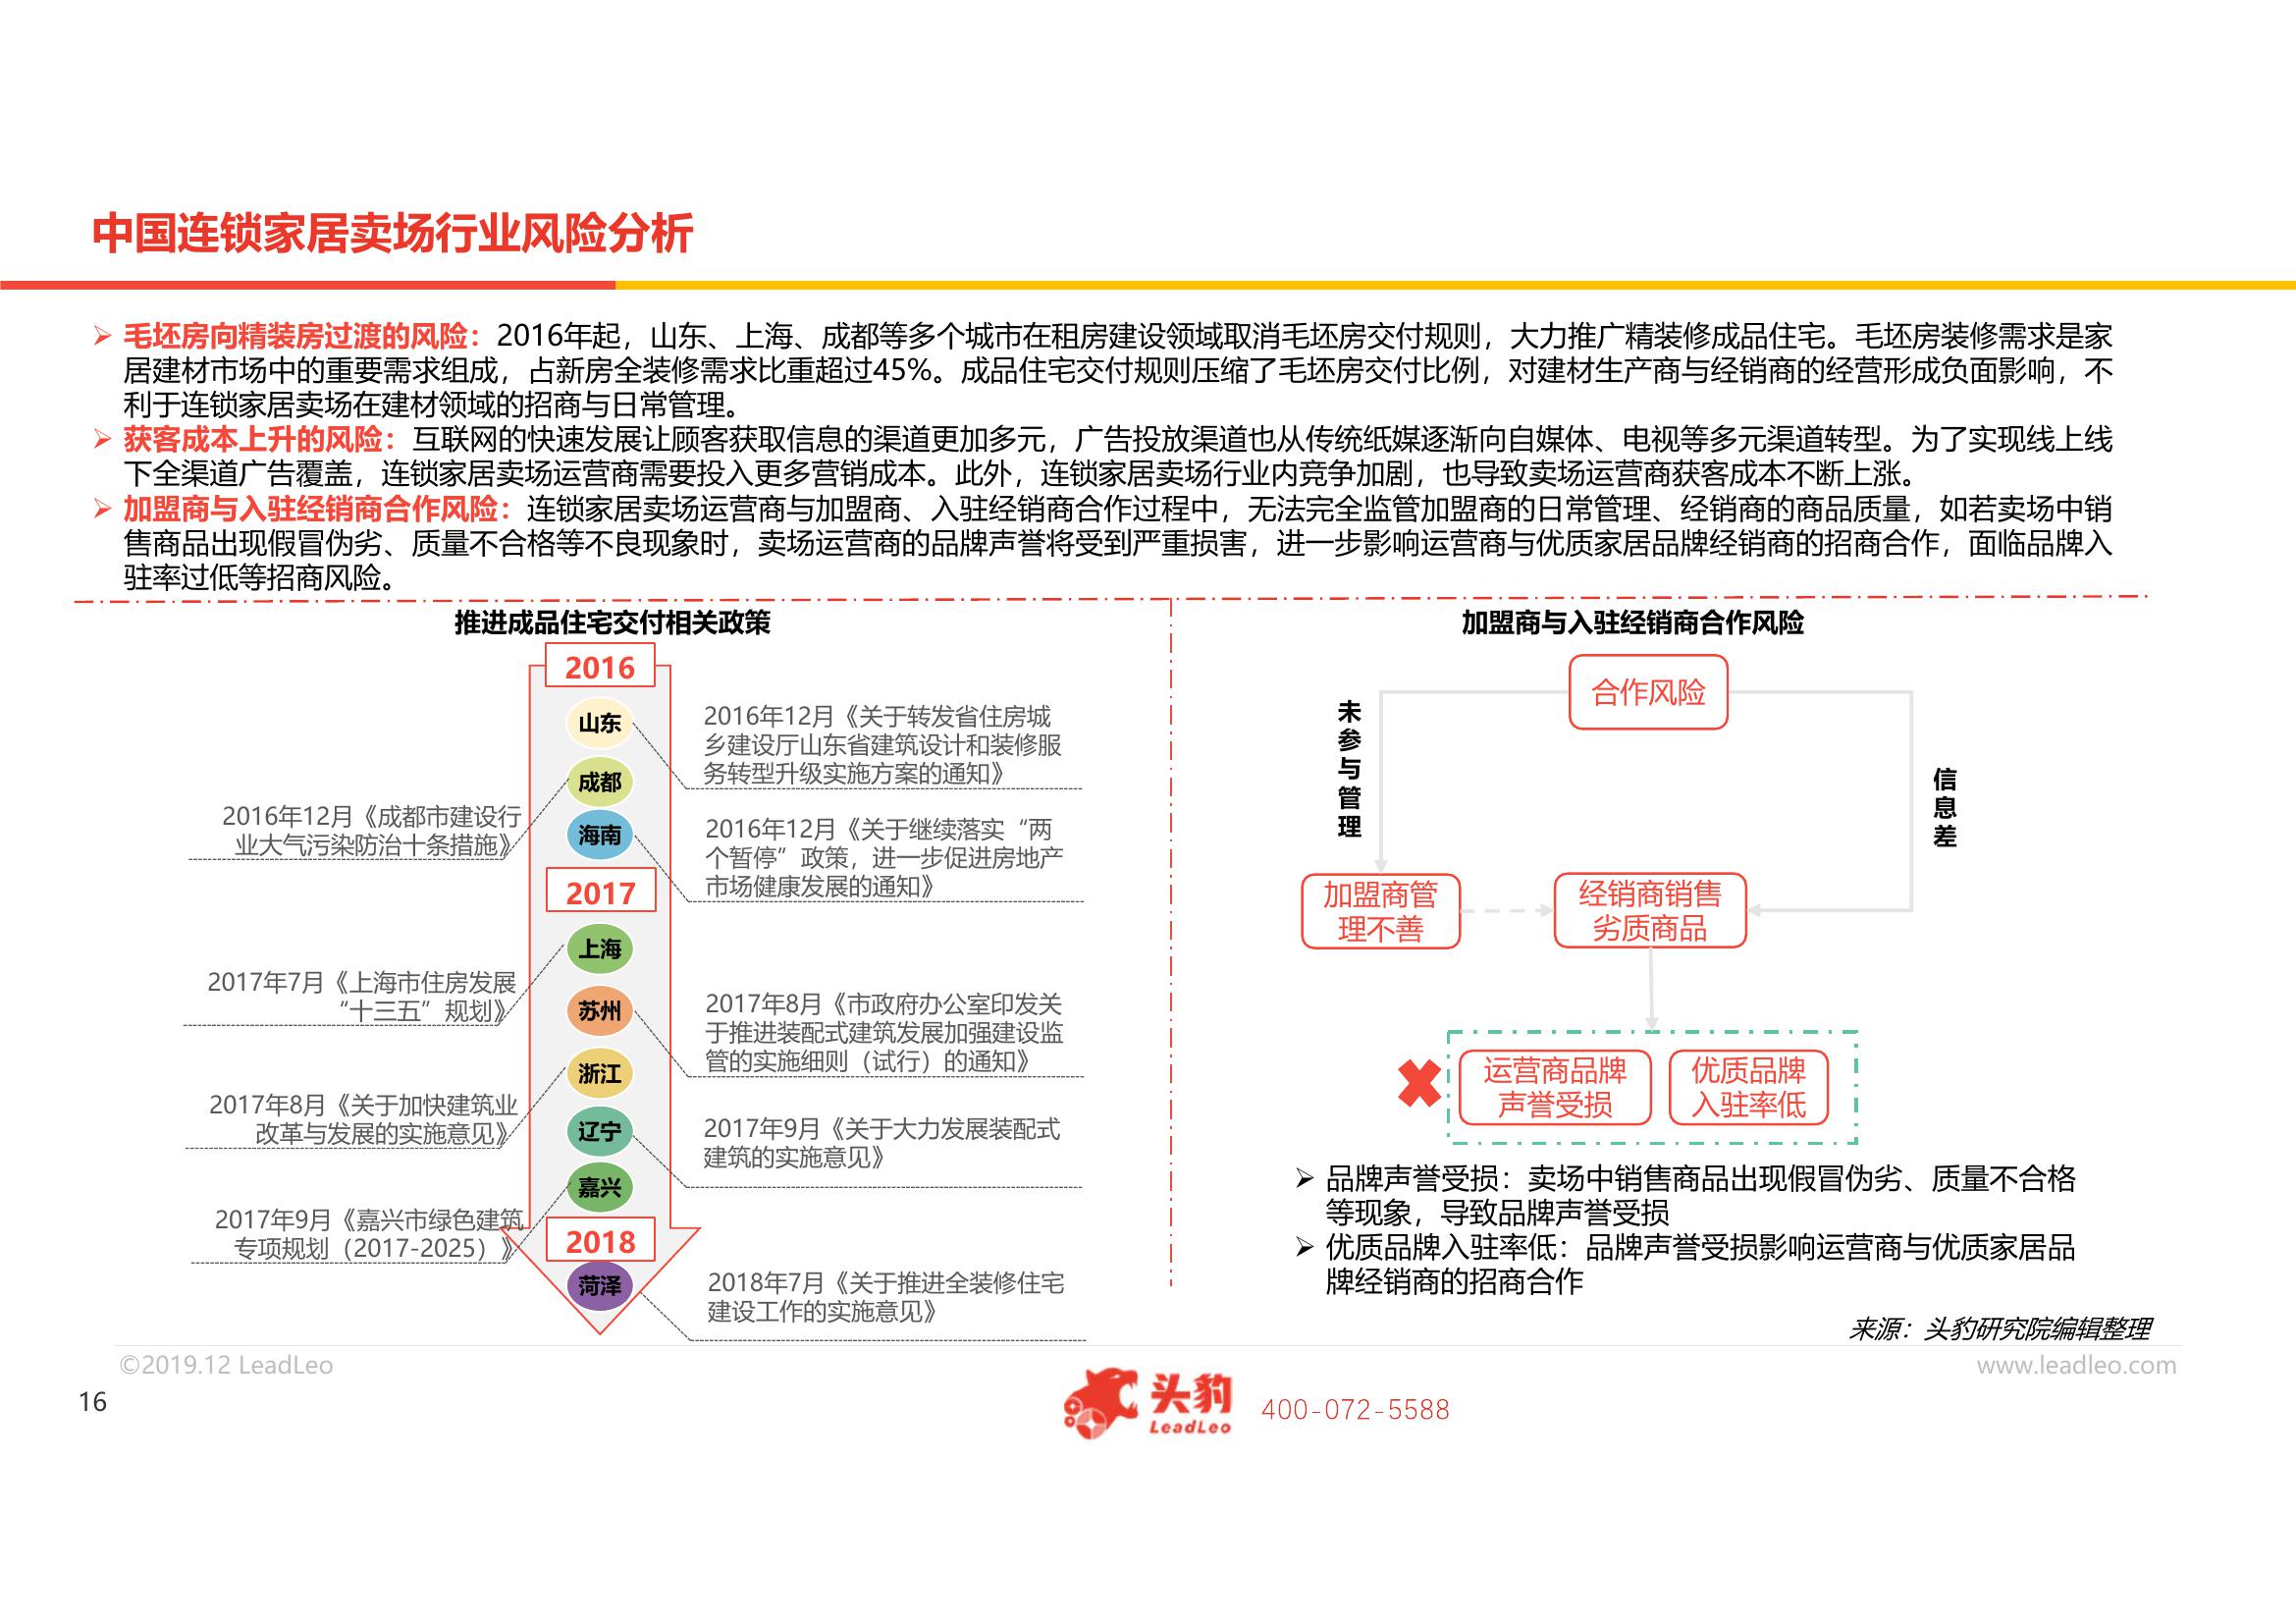 中国连锁家居卖场行业风险分析
毛坯房向精装房过渡的风险：2016年起，山东、上海、成都等多个城市在租房建设领域取消毛坯房交付规则，大力推广精装修成品住宅。毛坯房装修需求是家
居建材市场中的重要需求组成，占新房全装修需求比重超过45%。成品住宅交付规则压缩了毛坯房交付比例，对建材生产商与经销商的经营形成负面影响，不
利于连锁家居卖场在建材领域的招商与日常管理。
获客成本上升的风险：互联网的快速发展让顾客获取信息的渠道更加多元，广告投放渠道也从传统纸媒逐渐向自媒体、电视等多元渠道转型。为了实现线上线
下全渠道广告覆盖，连锁家居卖场运营商需要投入更多营销成本。此外，连锁家居卖场行业内竞争加剧，也导致卖场运营商获客成本不断上涨。
加盟商与入驻经销商合作风险：连锁家居卖场运营商与加盟商、入驻经销商合作过程中，无法完全监管加盟商的日常管理、经销商的商品质量，如若卖场中销
售商品出现假冒伪劣、质量不合格等不良现象时，卖场运营商的品牌声誉将受到严重损害，进一步影响运营商与优质家居品牌经销商的招商合作，面临品牌入
驻率过低等招商风险。
推进成品住宅交付相关政策
2016
山东
2016年12月《关于转发省住房城
乡建设厅山东省建筑设计和装修服
务转型升级实施方案的通知》
成都
2016年12月《成都市建设行
业大气污染防治十条措施》
海南
2016年12月《关于继续落实“两
个暂停”政策，进一步促进房地产
市场健康发展的通知》
2017
上海
2017年7月《上海市住房发展
“十三五”规划》
苏州
2017年8月《市政府办公室印发关
于推进装配式建筑发展加强建设监
管的实施细则（试行）的通知》
浙江
2017年8月《关于加快建筑业
改革与发展的实施意见》
辽宁
2017年9月《关于大力发展装配式
建筑的实施意见》
嘉兴
2017年9月《嘉兴市绿色建筑
专项规划（2017-2025）》
2018
菏泽
2018年7月《关于推进全装修住宅
建设工作的实施意见》
加盟商与入驻经销商合作风险
合作风险
未
参
与
管
理
信
息
差
加盟商管
理不善
经销商销售
劣质商品
运营商品牌
声誉受损
优质品牌
入驻率低
品牌声誉受损：卖场中销售商品出现假冒伪劣、质量不合格
等现象，导致品牌声誉受损
优质品牌入驻率低：品牌声誉受损影响运营商与优质家居品
牌经销商的招商合作
来源：头豹研究院编辑整理
©2019.12 LeadLeo
www.leadleo.com
16
头豹
LeadLeo
400-072-5588